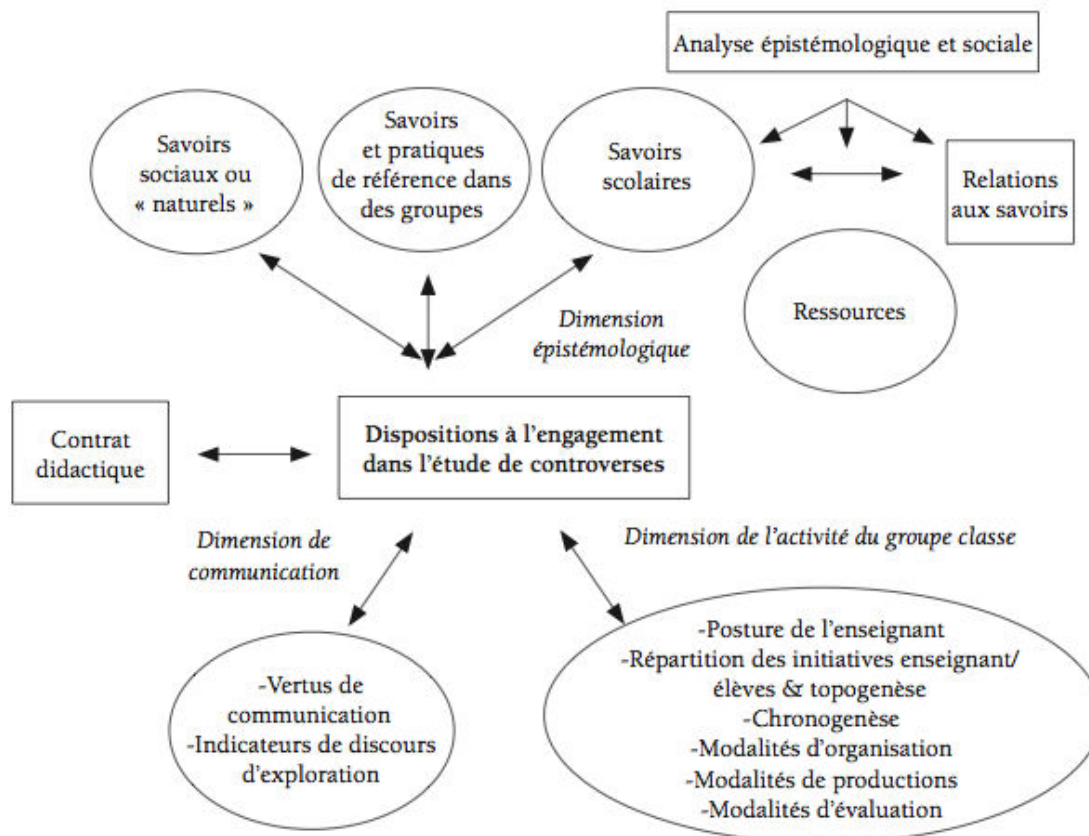 Analyse épistémologique et sociale
Savoirs
sociaux ou
« naturels »
Savoirs
et pratiques
de référence dans
des groupes
Savoirs
scolaires
Relations
aux savoirs
Ressources
Dimension
épistémologique
Contrat
didactique
Dispositions à l'engagement
dans l'étude de controverses
Dimension de
communication
Dimension de l'activité du groupe classe
-Vertus de
communication
-Indicateurs de discours
d'exploration
-Posture de l'enseignant
-Répartition des initiatives enseignant/
élèves & topogenèse
-Chronogenèse
-Modalités d'organisation
-Modalités de productions
-Modalités d'évaluation